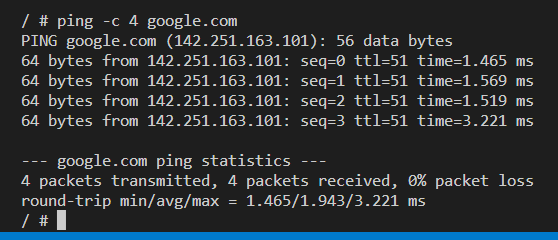 / # ping -c 4 google.com
PING google.com (142.251.163.101): 56 data bytes
64 bytes from 142.251.163.101: seq=0 ttl=51 time=1.465 ms
64 bytes from 142.251.163.101: seq=1 ttl=51 time=1.569 ms
64 bytes from 142.251.163.101: seq=2 ttl=51 time=1.519 ms
64 bytes from 142.251.163.101: seq=3 ttl=51 time=3.221 ms

--- google.com ping statistics ---
4 packets transmitted, 4 packets received, 0% packet loss
round-trip min/avg/max = 1.465/1.943/3.221 ms
/ #